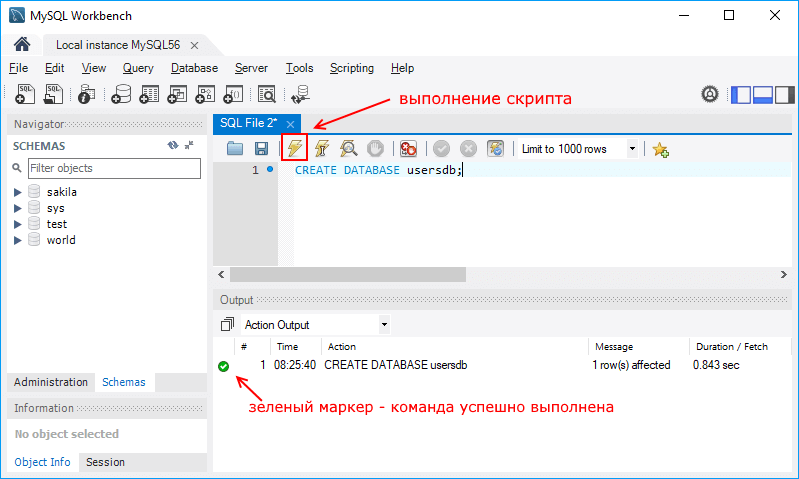 MySQL Workbench
Local instance MySQL56
File Edit View Query Database Server Tools Scripting Help
SQL SQL
выполнение скрипта
Navigator
SQL File 2*
SCHEMAS
Limit to 1000 rows
Filter objects
1 CREATE DATABASE usersdb;
sakila
sys
test
world
Output
Action Output
# Time Action Message Duration / Fetch
1 08:25:40 CREATE DATABASE usersdb 1 row(s) affected 0.843 sec
Administration Schemas
зеленый маркер - команда успешно выполнена
Information
No object selected
Object Info Session